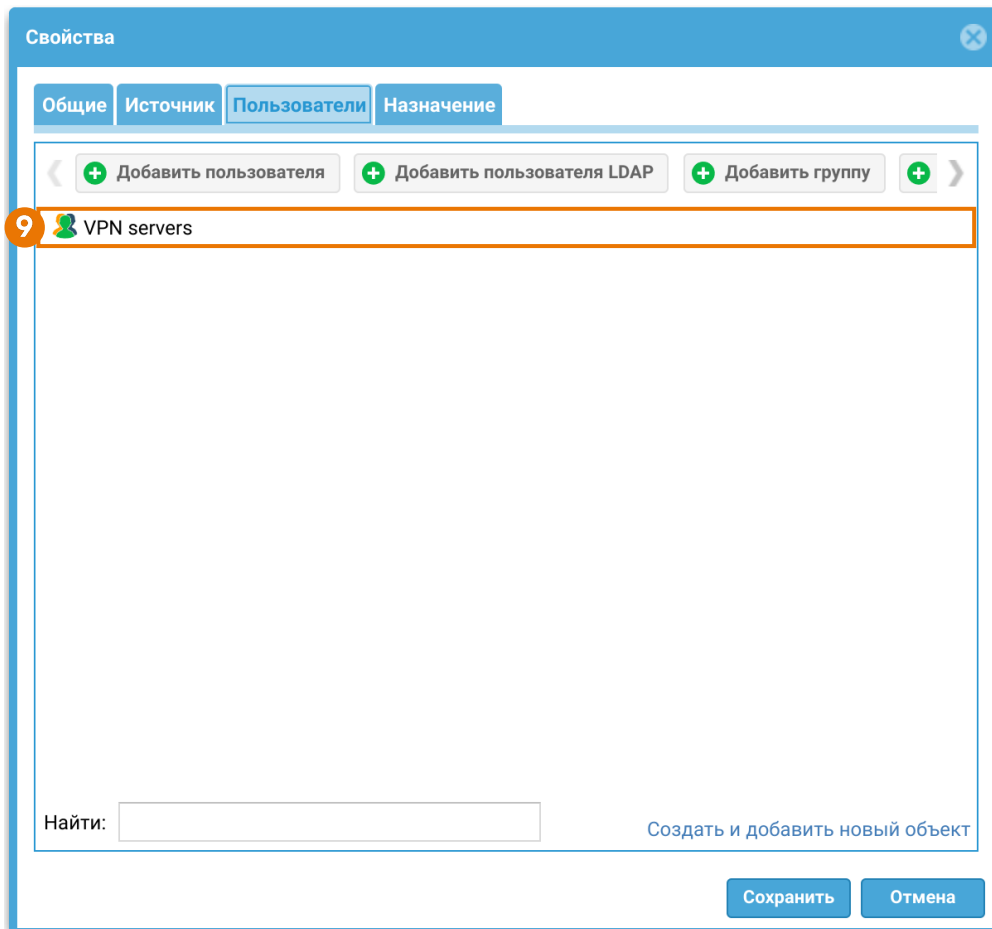 Свойства
Общие Источник Пользователи Назначение
Добавить пользователя Добавить пользователя LDAP Добавить группу
9 VPN servers
Найти:
Создать и добавить новый объект
Сохранить Отмена